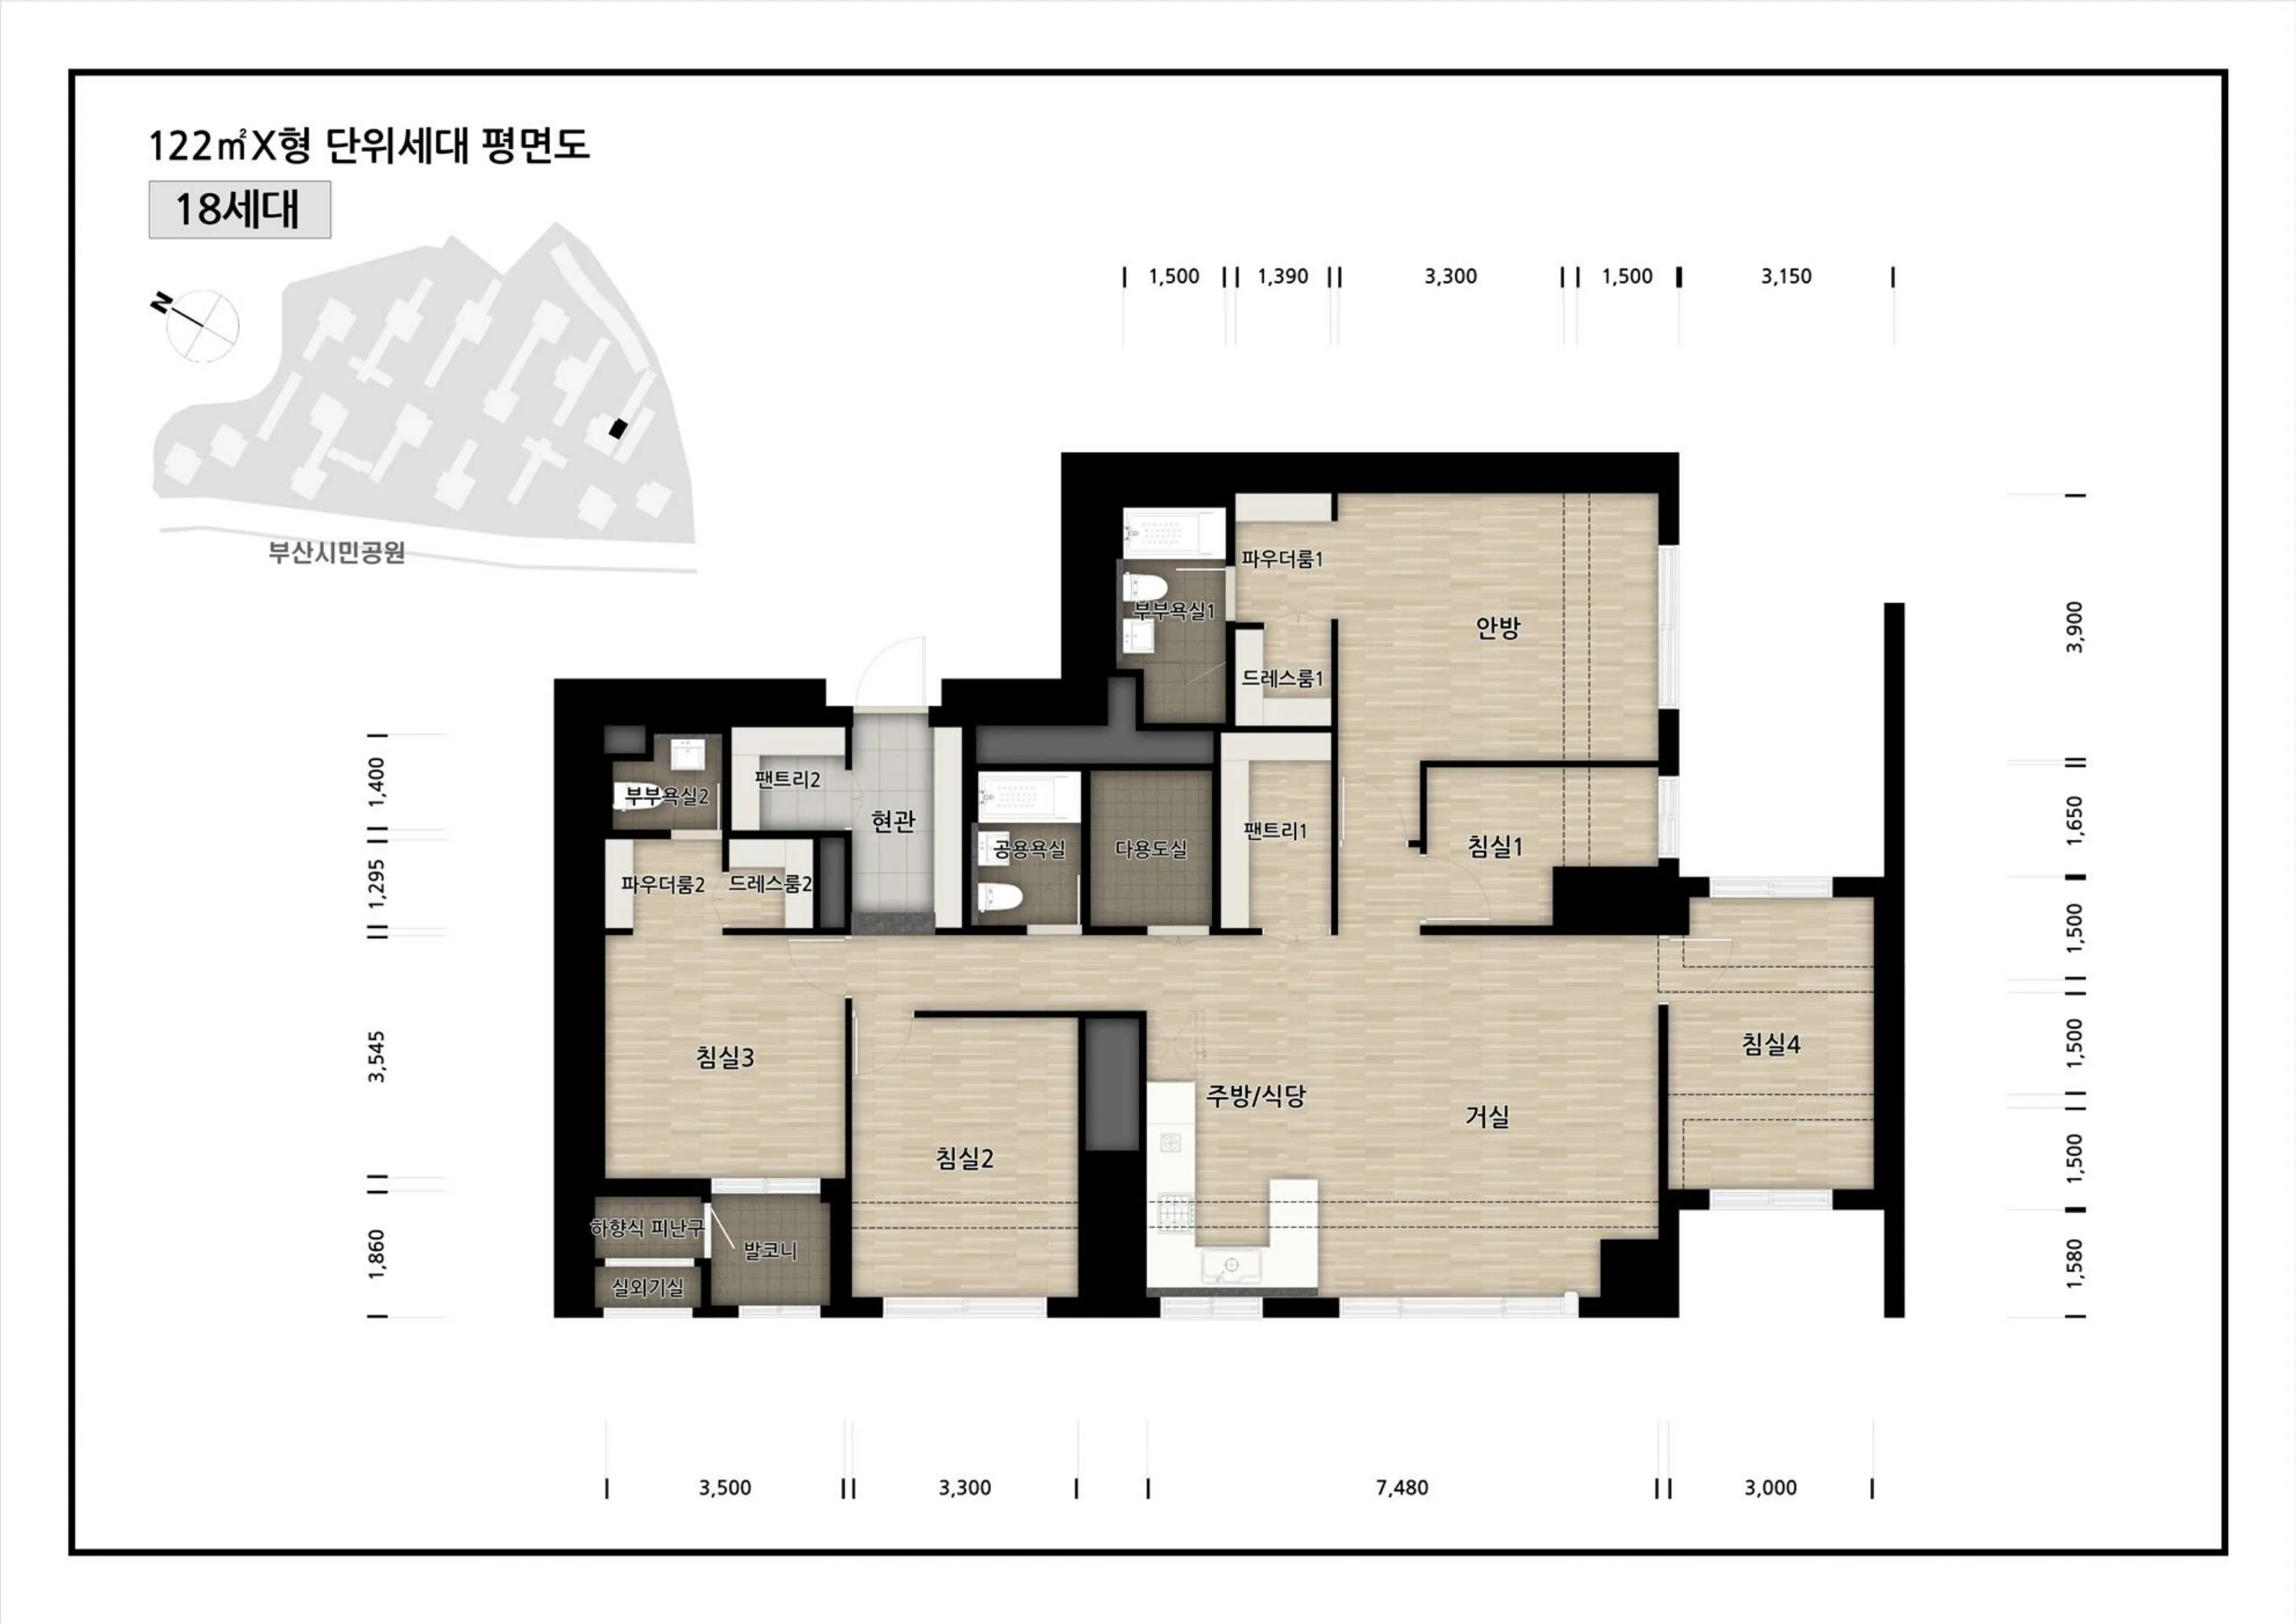 122㎡X형 단위세대 평면도
18세대
N
부산시민공원
1,500 1,390 3,300 1,500 3,150
파우더룸1
부부욕실1
안방
드레스룸1
3,900
1,400
팬트리2
부부욕실2
현관
팬트리1
침실1
1,650
공용욕실
다용도실
1,295
파우더룸2
드레스룸2
1,500
3,545
침실3
침실4
1,500
주방/식당
거실
침실2
1,500
하향식 피난구
발코니
1,860
실외기실
1,580
3,500 3,300 7,480 3,000